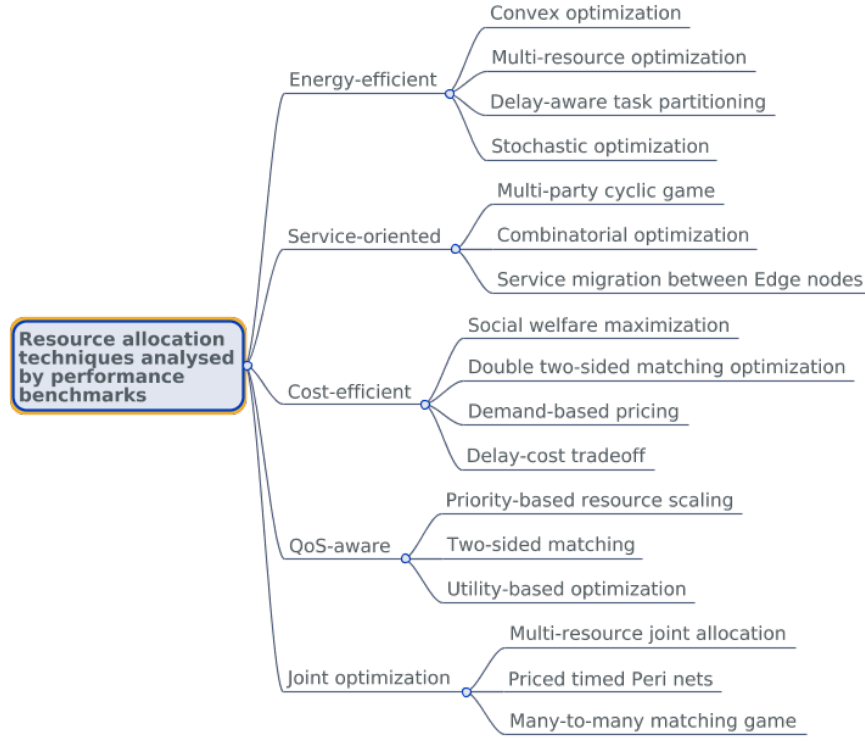 Resource allocation
techniques analysed
by performance
benchmarks
Energy-efficient
Convex optimization
Multi-resource optimization
Delay-aware task partitioning
Stochastic optimization
Service-oriented
Multi-party cyclic game
Combinatorial optimization
Service migration between Edge nodes
Cost-efficient
Social welfare maximization
Double two-sided matching optimization
Demand-based pricing
Delay-cost tradeoff
QoS-aware
Priority-based resource scaling
Two-sided matching
Utility-based optimization
Joint optimization
Multi-resource joint allocation
Priced timed Peri nets
Many-to-many matching game